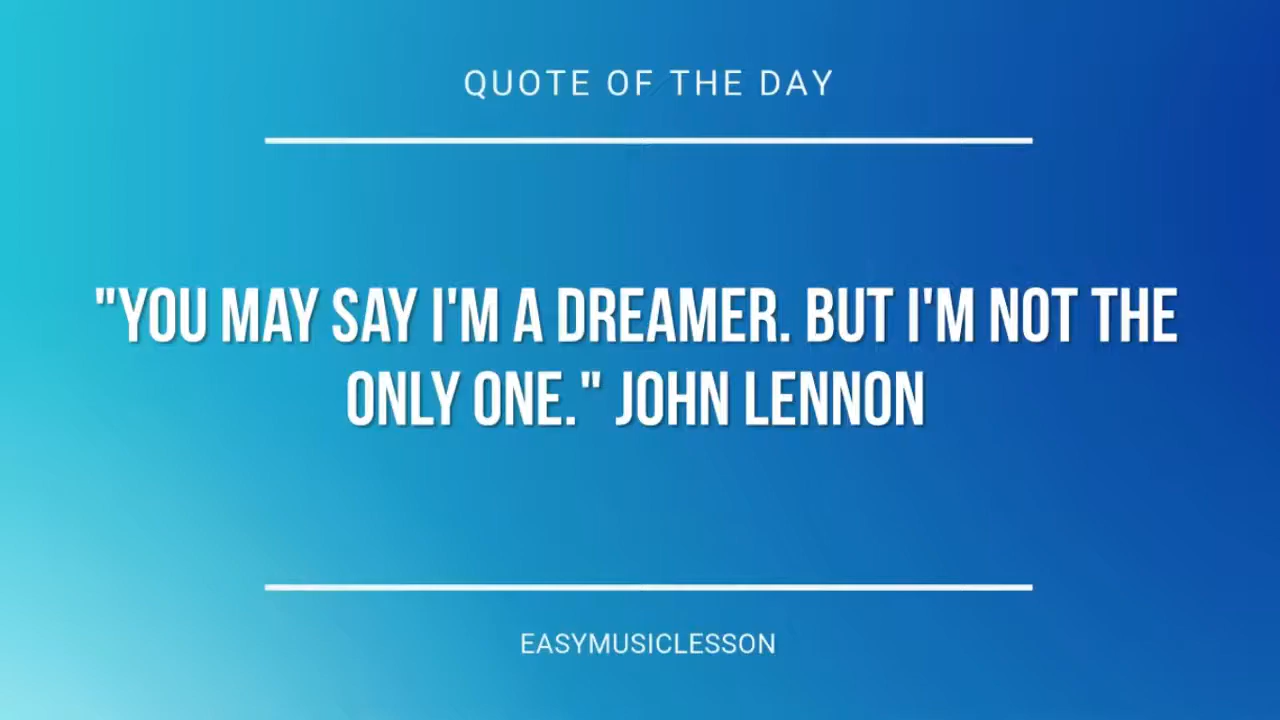 QUOTE OF THE DAY
"YOU MAY SAY I'M A DREAMER. BUT I'M NOT THE
ONLY ONE." JOHN LENNON
EASYMUSICLESSON